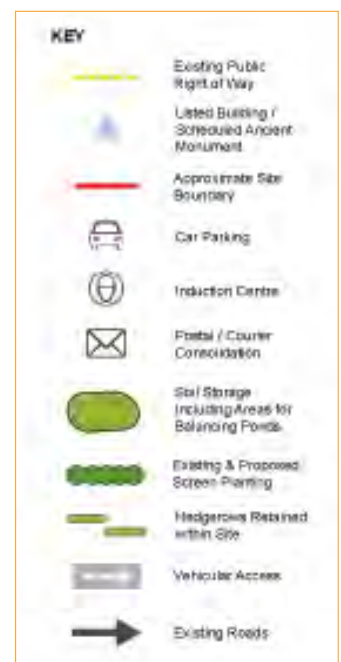 KEY
Existing Public
Right of Way
Listed Building /
Scheduled Ancient
Monument
Approximate Site
Boundary
Car Parking
Induction Centre
Postal / Courier
Consolidation
Soil Storage
Including Areas for
Balancing Ponds
Existing & Proposed
Screen Planting
Hedgerows Retained
within Site
Vehicular Access
Existing Roads